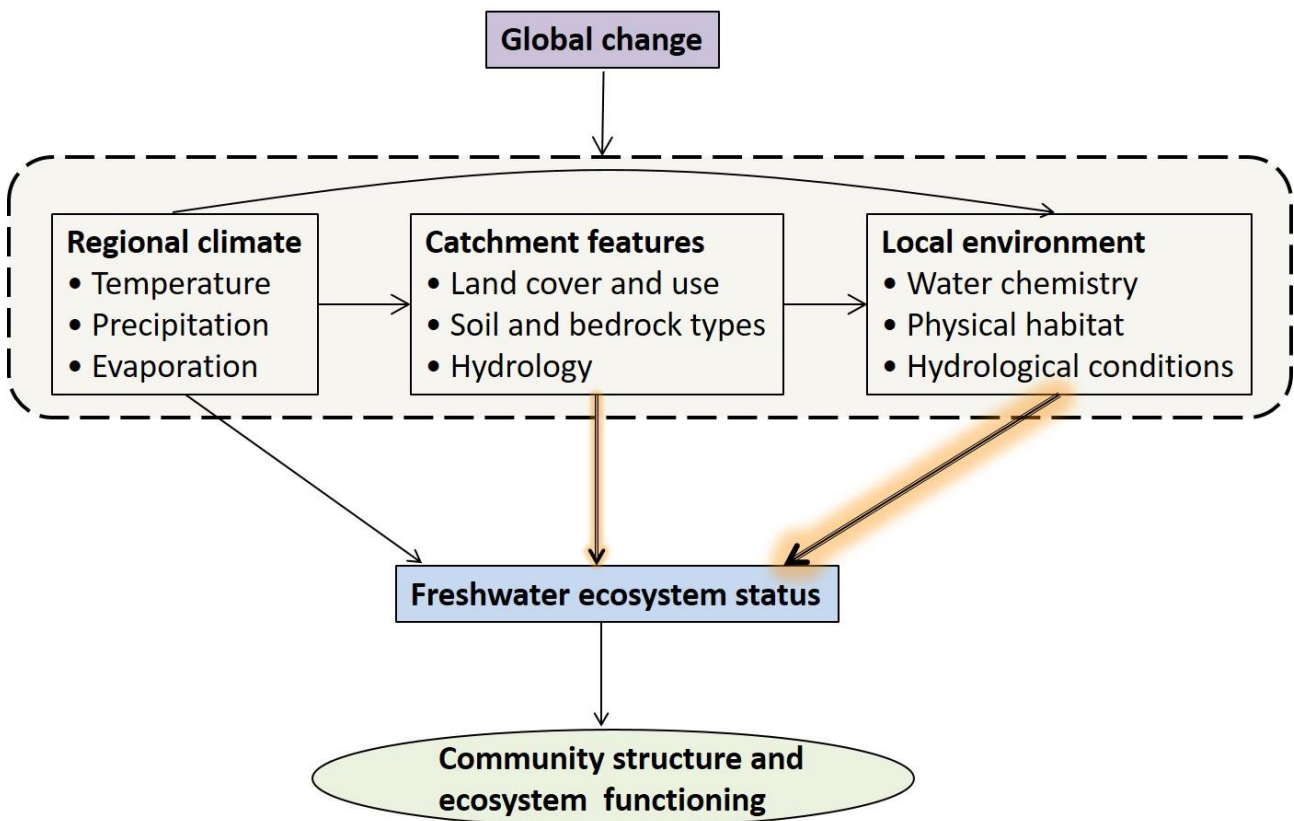 Global change
Regional climate
• Temperature
• Precipitation
• Evaporation
Catchment features
• Land cover and use
• Soil and bedrock types
• Hydrology
Local environment
• Water chemistry
• Physical habitat
• Hydrological conditions
Freshwater ecosystem status
Community structure and
ecosystem functioning